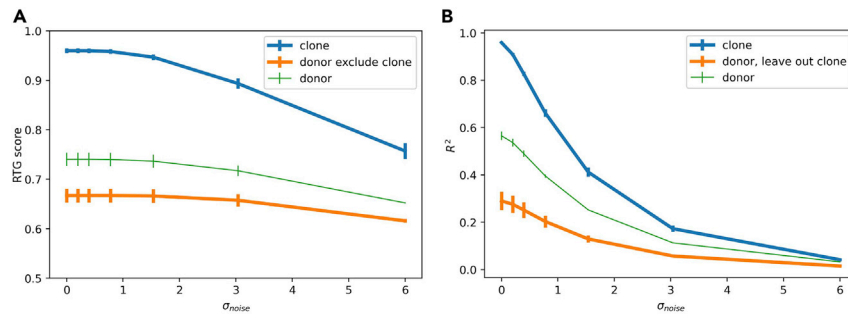 A
RTG score
1.0
0.9
0.8
0.7
0.6
0.5
clone
donor exclude clone
donor
0 1 2 3 4 5 6
σnoise
B
R²
1.0
0.8
0.6
0.4
0.2
0.0
clone
donor, leave out clone
donor
0 1 2 3 4 5 6
σnoise